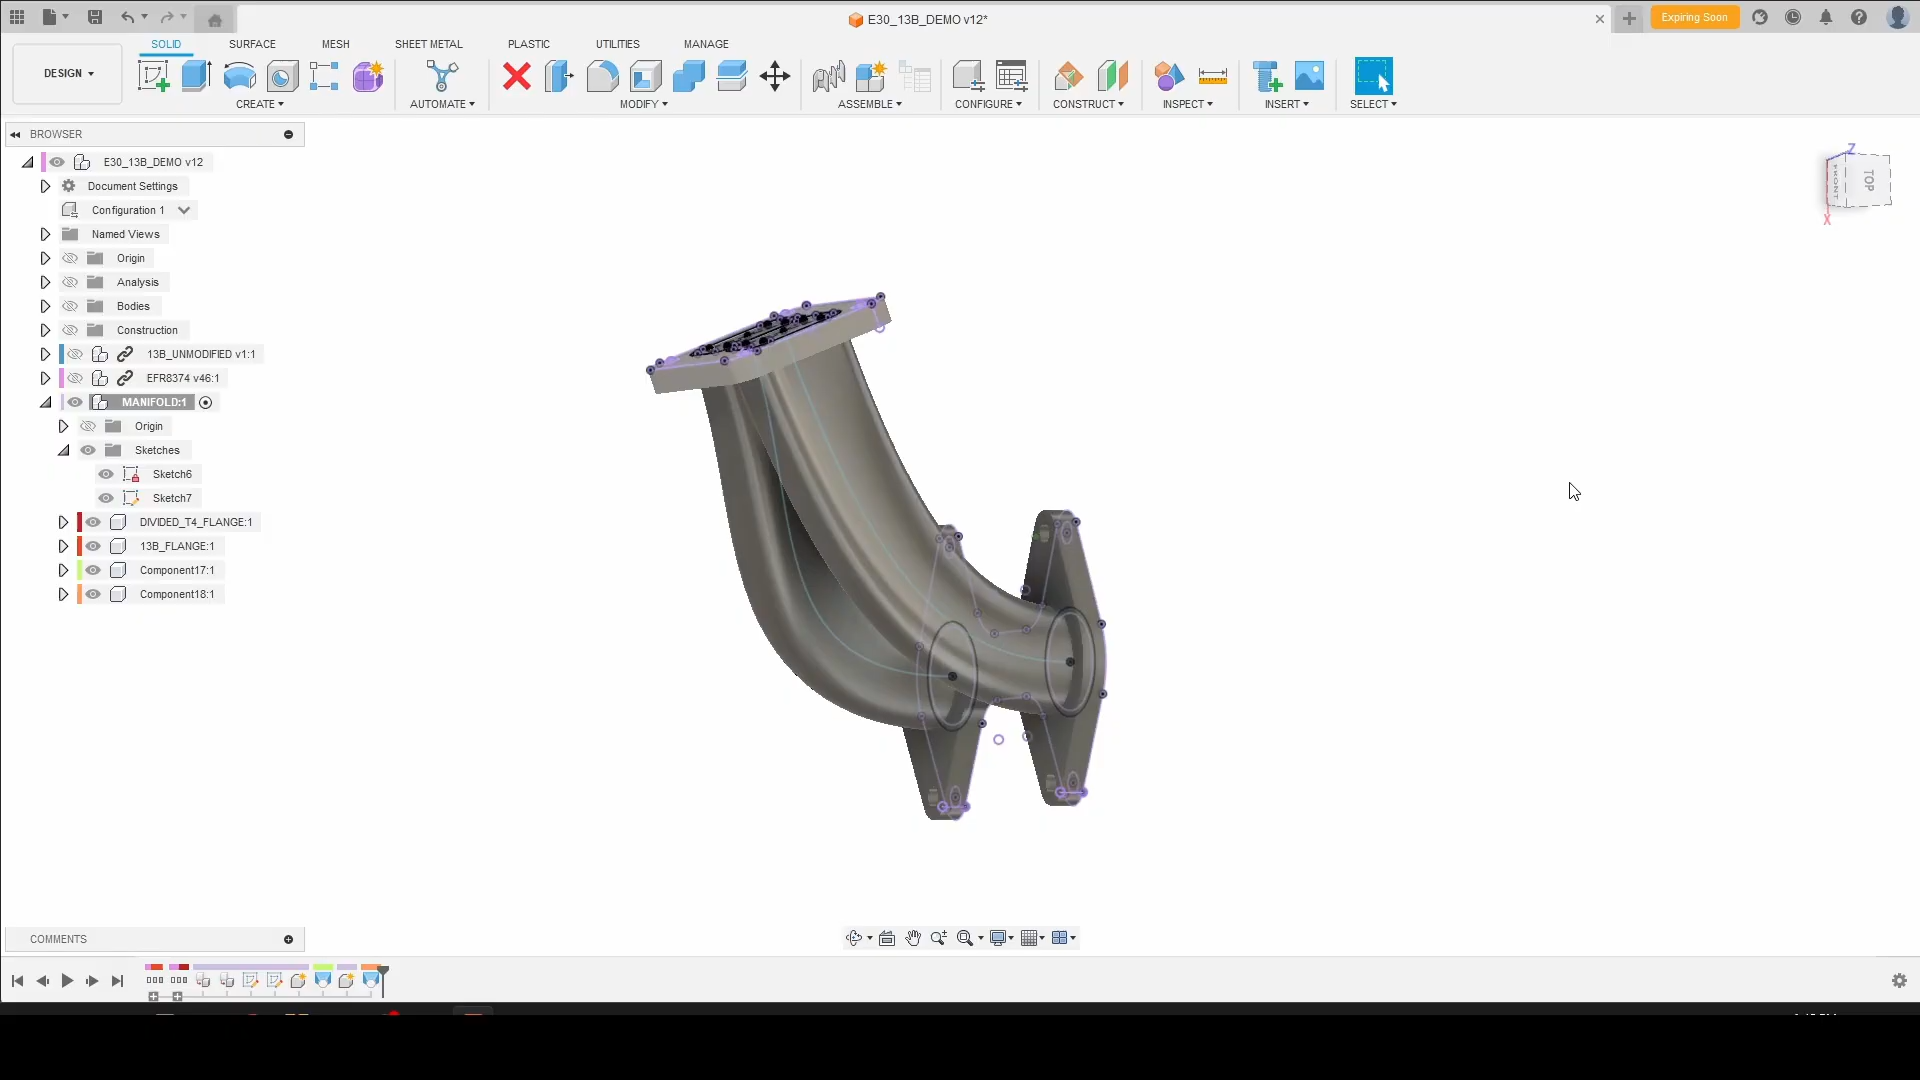 E30_13B_DEMO v12*
Expiring Soon
DESIGN
SOLID
SURFACE
MESH
SHEET METAL
PLASTIC
UTILITIES
MANAGE
CREATE
AUTOMATE
MODIFY
ASSEMBLE
CONFIGURE
CONSTRUCT
INSPECT
INSERT
SELECT
BROWSER
E30_13B_DEMO v12
Document Settings
Configuration 1
Named Views
Origin
Analysis
Bodies
Construction
13B_UNMODIFIED v1:1
EFR8374 v46:1
MANIFOLD:1
Origin
Sketches
Sketch6
Sketch7
DIVIDED_T4_FLANGE:1
13B_FLANGE:1
Component17:1
Component18:1
Z
FRONT
TOP
X
COMMENTS